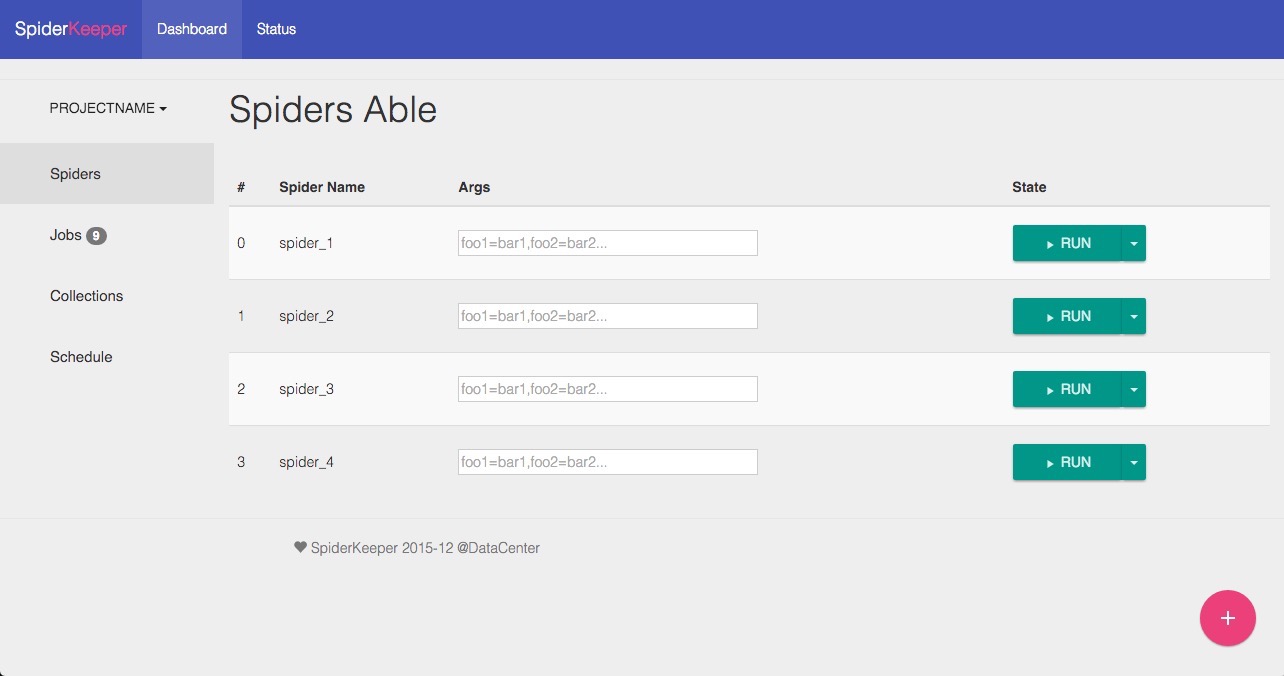 SpiderKeeper Dashboard Status
PROJECTNAME
Spiders Able
Spiders
Jobs 9
Collections
Schedule
# Spider Name Args State
0 spider_1 foo1=bar1,foo2=bar2... RUN
1 spider_2 foo1=bar1,foo2=bar2... RUN
2 spider_3 foo1=bar1,foo2=bar2... RUN
3 spider_4 foo1=bar1,foo2=bar2... RUN
♥ SpiderKeeper 2015-12 @DataCenter
+